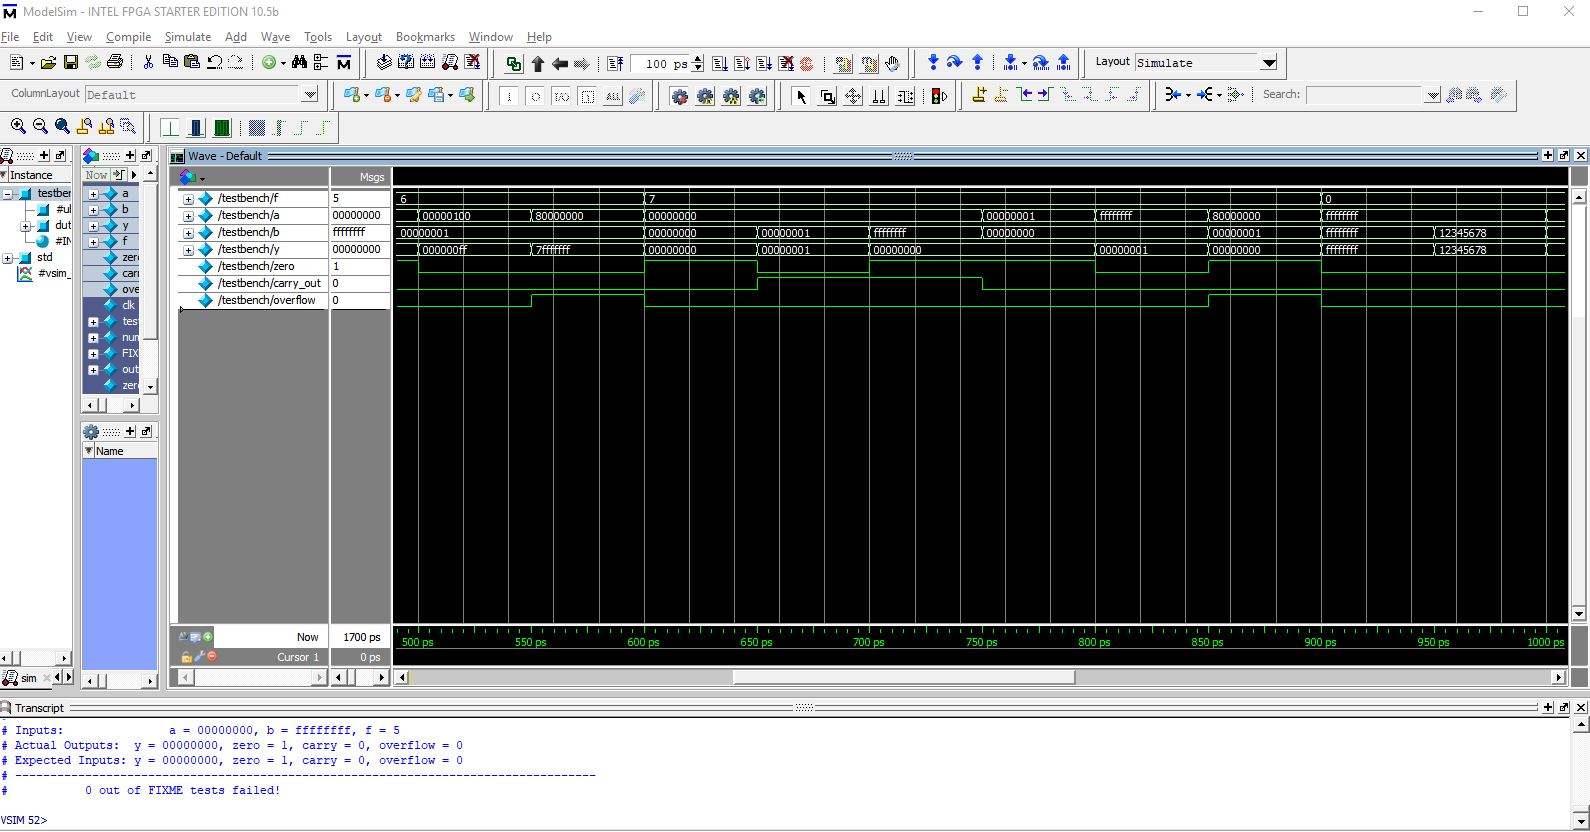 ModelSim - INTEL FPGA STARTER EDITION 10.5b
File Edit View Compile Simulate Add Wave Tools Layout Bookmarks Window Help
100 ps
Layout Simulate
ColumnLayout Default
ALL
Search:
Wave - Default
Instance
Now
Msgs
testber
#ul
dut
#IN
std
#vsim_
a
b
y
f
zer
carr
ove
clk
tes
num
FIX
out
zer
Name
/testbench/f 5 6 7 0
/testbench/a 00000000 00000100 80000000 00000000 00000001 ffffffff 80000000 ffffffff
/testbench/b ffffffff 00000001 00000000 00000001 ffffffff 00000000 00000001 ffffffff 12345678
/testbench/y 00000000 000000ff 7fffffff 00000000 00000001 00000000 00000001 00000000 ffffffff 12345678
/testbench/zero 1
/testbench/carry_out 0
/testbench/overflow 0
Now 1700 ps
500 ps 550 ps 600 ps 650 ps 700 ps 750 ps 800 ps 850 ps 900 ps 950 ps 1000 ps
Cursor 1 0 ps
sim
Transcript
# Inputs: a = 00000000, b = ffffffff, f = 5
# Actual Outputs: y = 00000000, zero = 1, carry = 0, overflow = 0
# Expected Inputs: y = 00000000, zero = 1, carry = 0, overflow = 0
# -----------------------------------------------------------------------------------
# 0 out of FIXME tests failed!
VSIM 52>